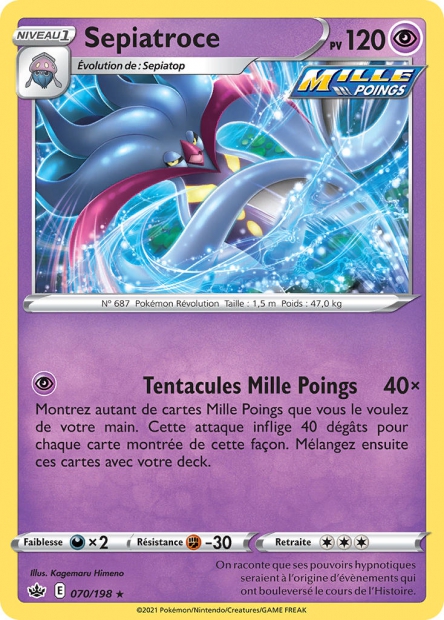 NIVEAU 1
Sepiatroce
PV 120
Évolution de : Sepiatop
MILLE
POINGS
N° 687 Pokémon Révolution Taille : 1,5 m Poids : 47,0 kg
Tentacules Mille Poings 40×
Montrez autant de cartes Mille Poings que vous le voulez
de votre main. Cette attaque inflige 40 dégâts pour
chaque carte montrée de cette façon. Mélangez ensuite
ces cartes avec votre deck.
Faiblesse ×2 Résistance -30 Retraite
Illus. Kagemaru Himeno
E 070/198 ★
On raconte que ses pouvoirs hypnotiques
seraient à l'origine d'évènements qui
ont bouleversé le cours de l'Histoire.
©2021 Pokémon/Nintendo/Creatures/GAME FREAK